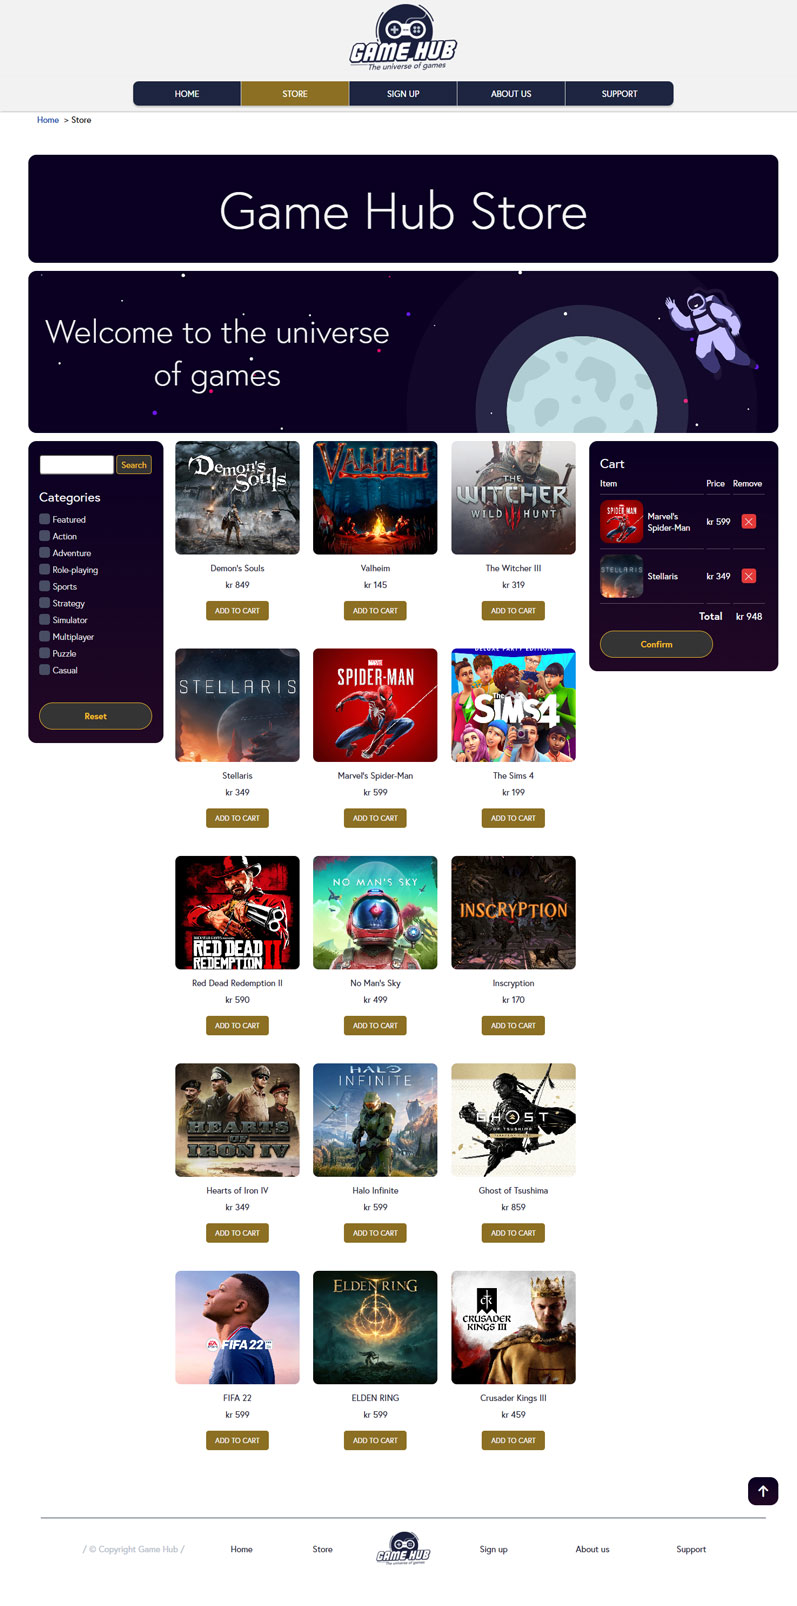 GAME HUB
The universe of games
HOME
STORE
SIGN UP
ABOUT US
SUPPORT
Home > Store
Game Hub Store
Welcome to the universe
of games
Search
Categories
Featured
Action
Adventure
Role-playing
Sports
Strategy
Simulator
Multiplayer
Puzzle
Casual
Reset
Demon's
Souls
Demon's Souls
kr 849
ADD TO CART
VALHEIM
Valheim
kr 145
ADD TO CART
THE
WITCHER
WILD HUNT
The Witcher III
kr 319
ADD TO CART
STELLARIS
Stellaris
kr 349
ADD TO CART
MARVEL
SPIDER-MAN
Marvel's Spider-Man
kr 599
ADD TO CART
DELUXE PARTY EDITION
The
SIMS 4
The Sims 4
kr 199
ADD TO CART
RED DEAD
REDEMPTION II
Red Dead Redemption II
kr 590
ADD TO CART
NO MAN'S SKY
No Man's Sky
kr 499
ADD TO CART
INSCRYPTION
Inscryption
kr 170
ADD TO CART
HEARTS
OF
IRON IV
Hearts of Iron IV
kr 349
ADD TO CART
HALO
INFINITE
Halo Infinite
kr 599
ADD TO CART
GHOST
OF TSUSHIMA
Ghost of Tsushima
kr 859
ADD TO CART
EA SPORTS FIFA 22
FIFA 22
kr 599
ADD TO CART
ELDEN RING
ELDEN RING
kr 599
ADD TO CART
CK
CRUSADER
KINGS III
Crusader Kings III
kr 459
ADD TO CART
Cart
Item Price Remove
SPIDER-MAN
Marvel's
Spider-Man
kr 599
STELLARIS
Stellaris
kr 349
Total kr 948
Confirm
/ © Copyright Game Hub /
Home
Store
GAME HUB
The universe of games
Sign up
About us
Support